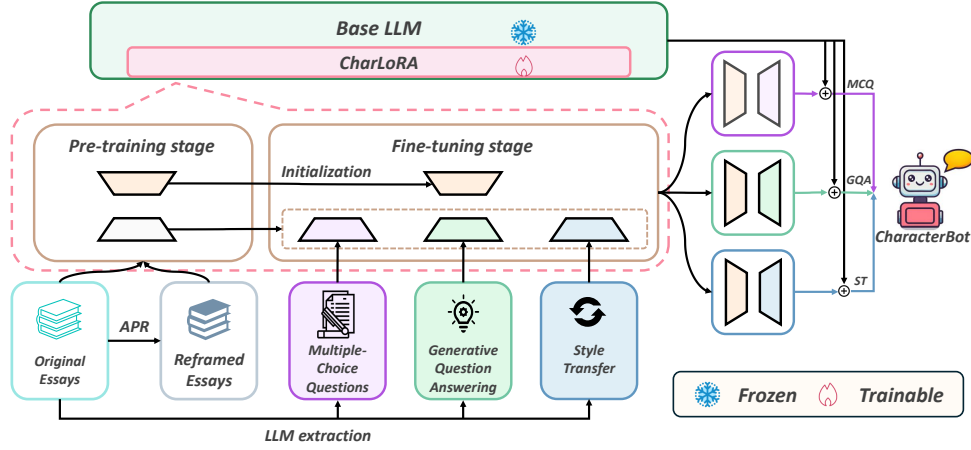 Base LLM
CharLoRA
Pre-training stage
Fine-tuning stage
Initialization
MCQ
GQA
ST
CharacterBot
APR
Original
Essays
Reframed
Essays
Multiple-
Choice
Questions
Generative
Question
Answering
Style
Transfer
LLM extraction
Frozen
Trainable